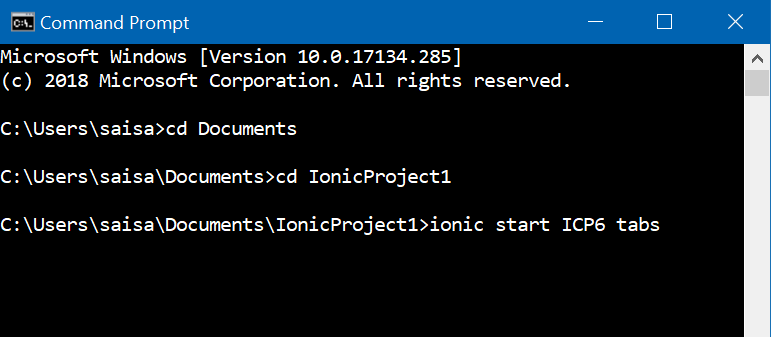 Command Prompt
Microsoft Windows [Version 10.0.17134.285]
(c) 2018 Microsoft Corporation. All rights reserved.
C:\Users\saisa>cd Documents
C:\Users\saisa\Documents>cd IonicProject1
C:\Users\saisa\Documents\IonicProject1>ionic start ICP6 tabs